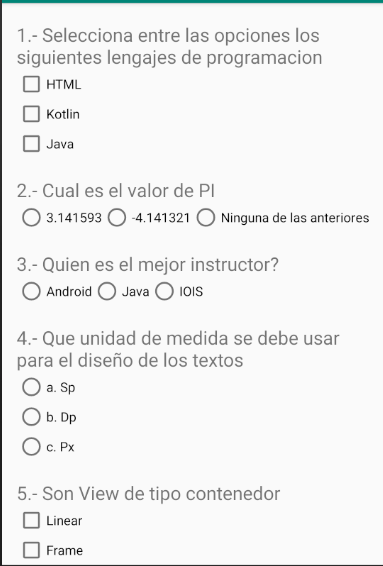 1.- Selecciona entre las opciones los
siguientes lengajes de programacion
HTML
Kotlin
Java
2.- Cual es el valor de PI
3.141593 -4.141321 Ninguna de las anteriores
3.- Quien es el mejor instructor?
Android Java IOIS
4.- Que unidad de medida se debe usar
para el diseño de los textos
a. Sp
b. Dp
c. Px
5.- Son View de tipo contenedor
Linear
Frame